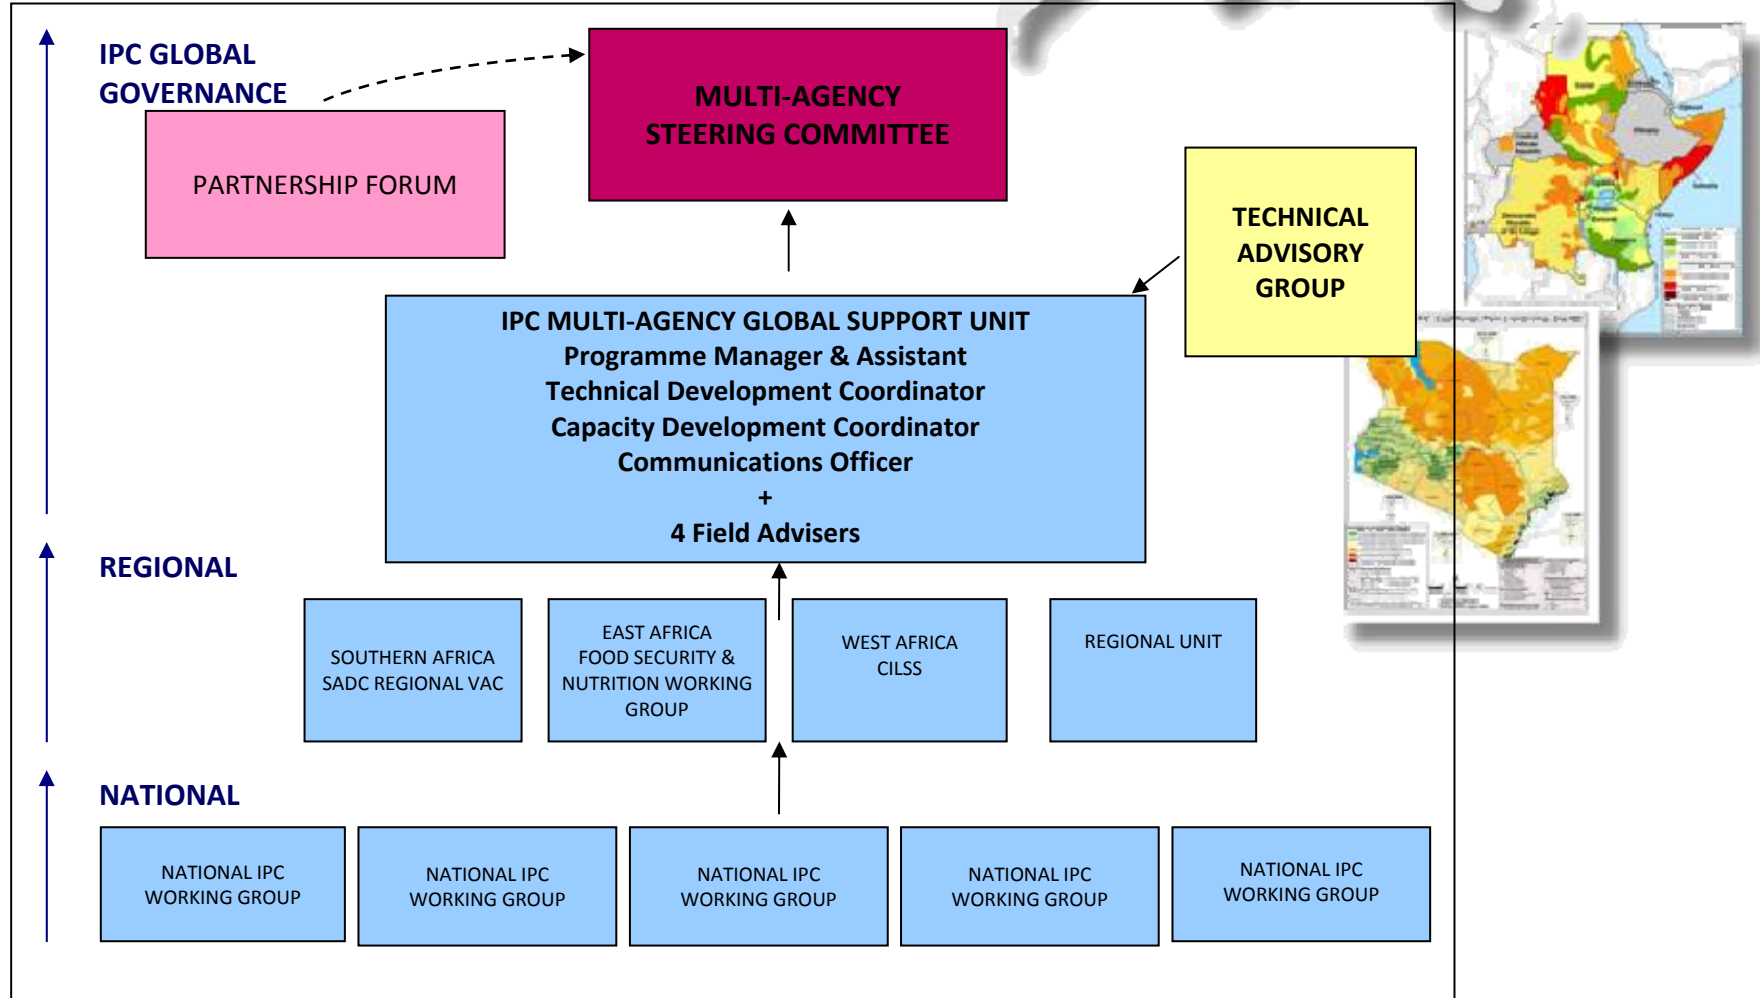 IPC GLOBAL
GOVERNANCE
PARTNERSHIP FORUM
MULTI-AGENCY
STEERING COMMITTEE
TECHNICAL
ADVISORY
GROUP
IPC MULTI-AGENCY GLOBAL SUPPORT UNIT
Programme Manager & Assistant
Technical Development Coordinator
Capacity Development Coordinator
Communications Officer
+
4 Field Advisers
REGIONAL
SOUTHERN AFRICA
SADC REGIONAL VAC
EAST AFRICA
FOOD SECURITY &
NUTRITION WORKING
GROUP
WEST AFRICA
CILSS
REGIONAL UNIT
NATIONAL
NATIONAL IPC
WORKING GROUP
NATIONAL IPC
WORKING GROUP
NATIONAL IPC
WORKING GROUP
NATIONAL IPC
WORKING GROUP
NATIONAL IPC
WORKING GROUP